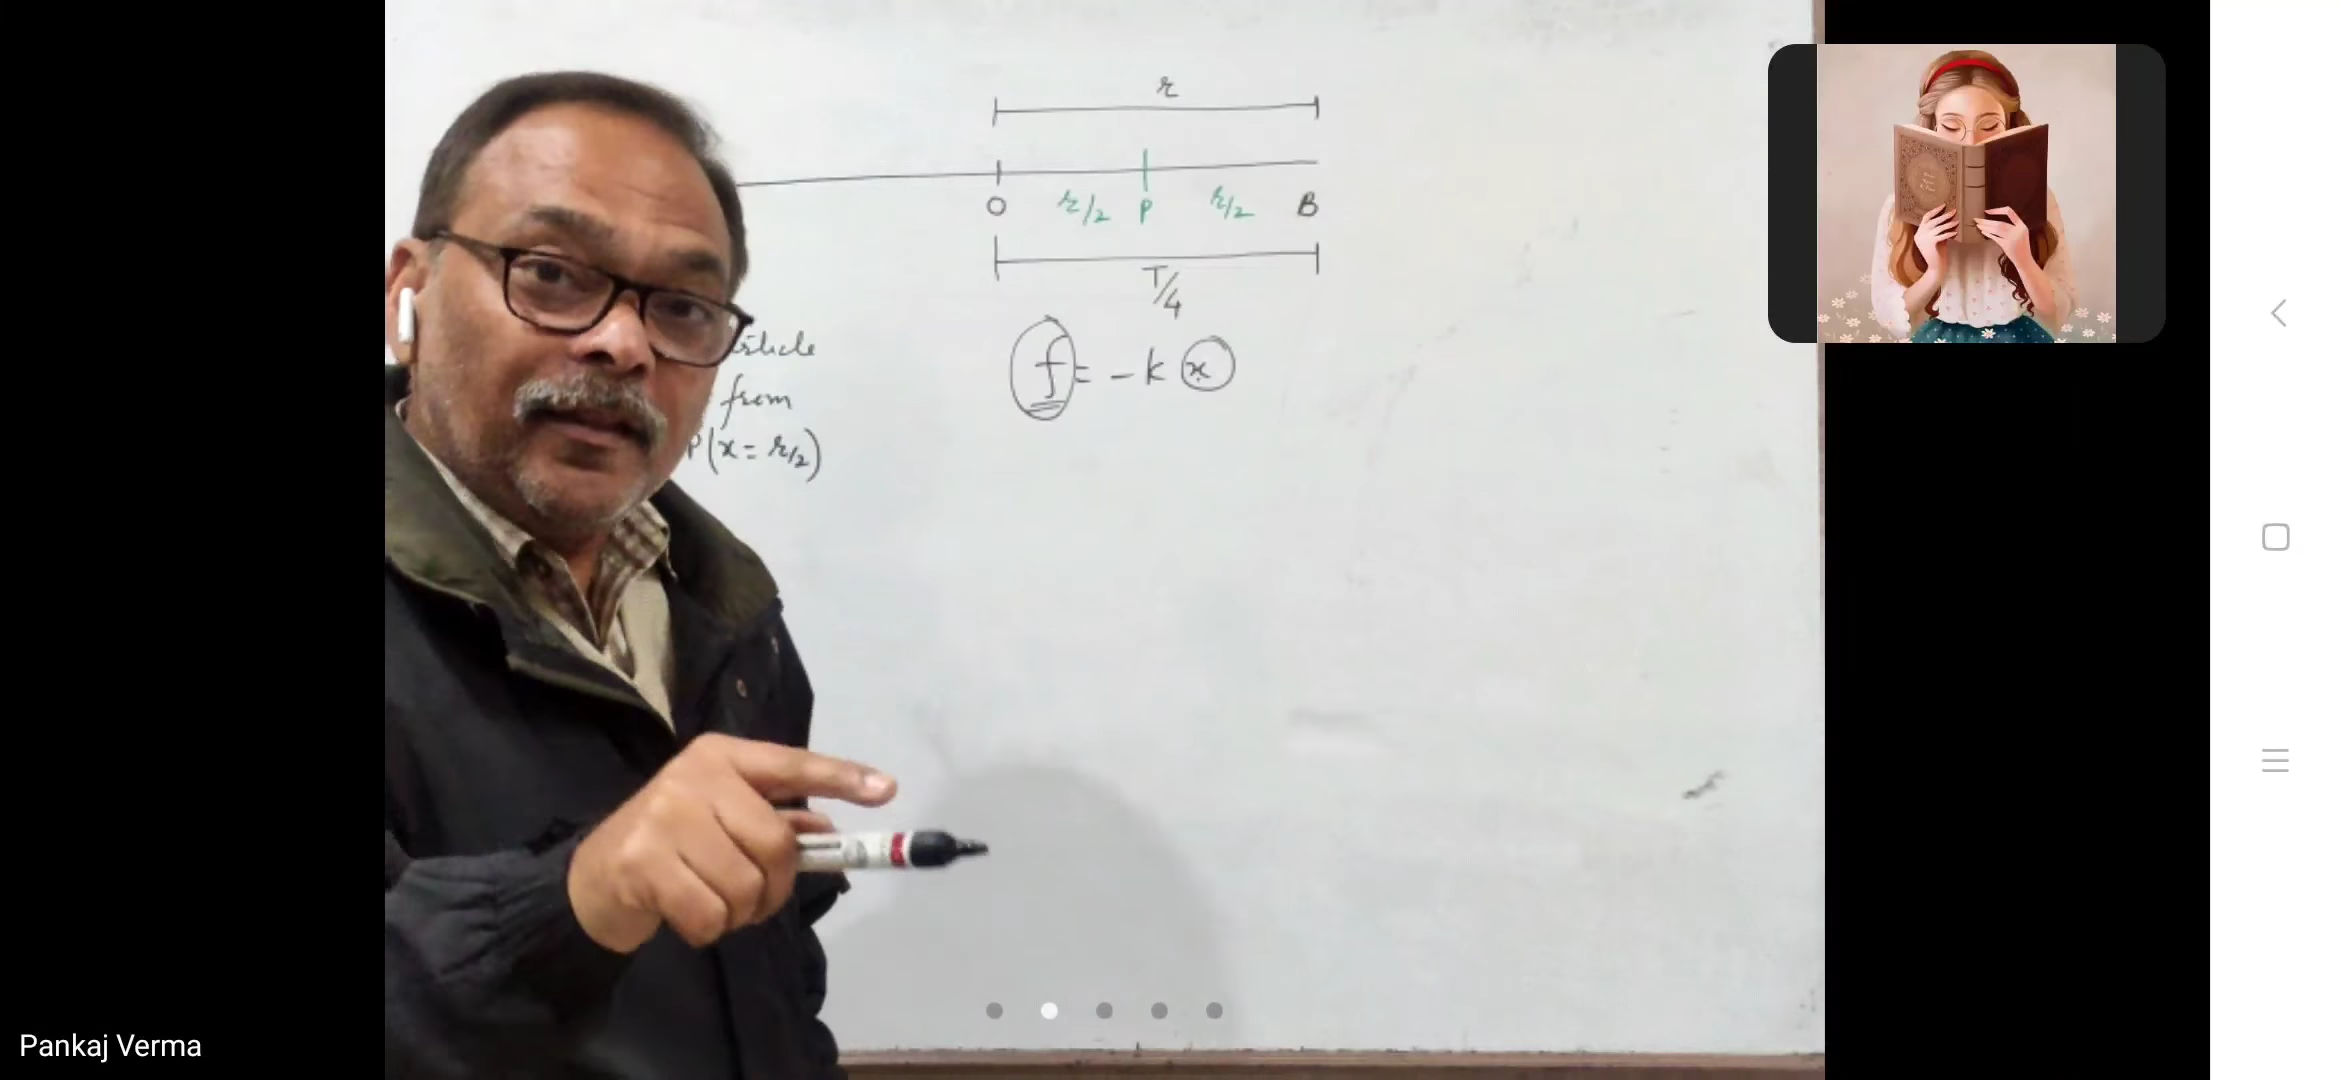 r
O r/2 P r/2 B
T/4
f = - k x
from
P(x = r/2)
Pankaj Verma